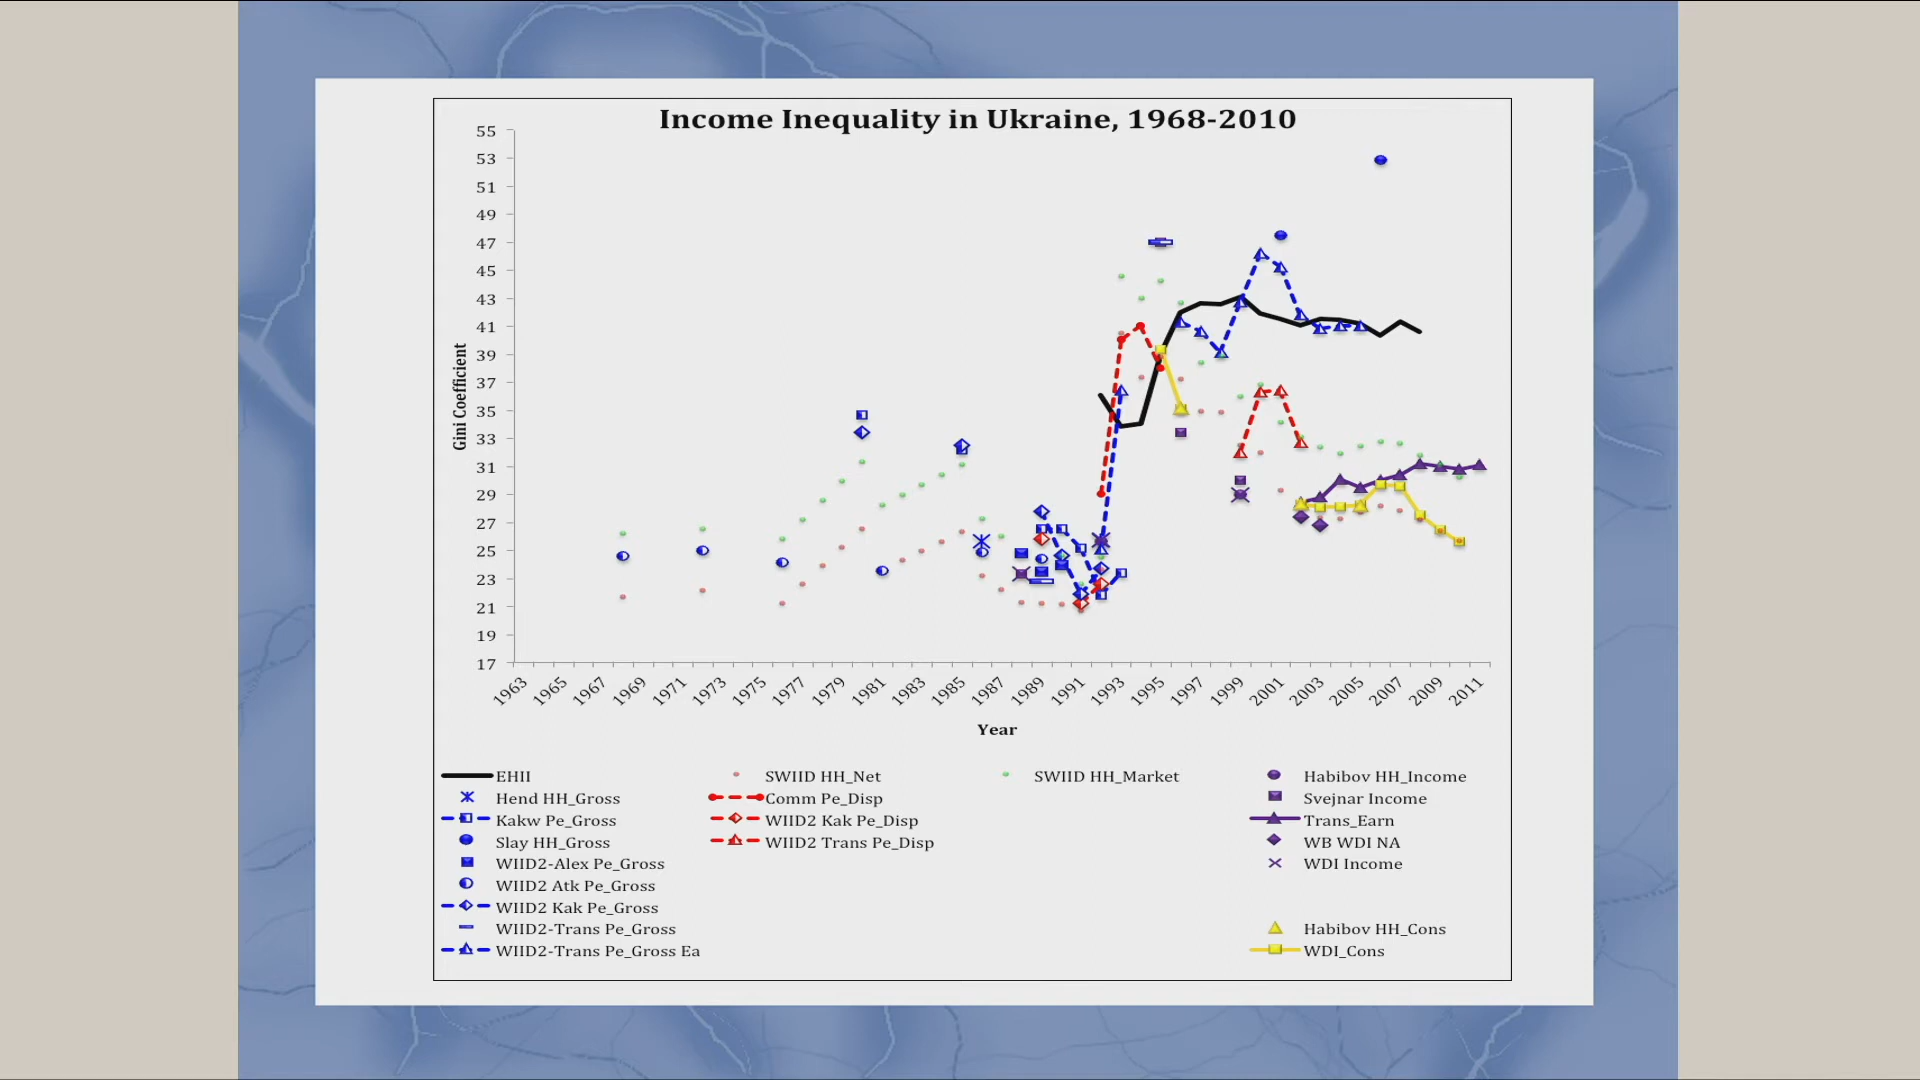 Income Inequality in Ukraine, 1968-2010
55
53
51
49
47
45
43
41
39
37
35
33
31
29
27
25
23
21
19
17
Gini Coefficient
1963 1965 1967 1969 1971 1973 1975 1977 1979 1981 1983 1985 1987 1989 1991 1993 1995 1997 1999 2001 2003 2005 2007 2009 2011
Year
EHII SWIID HH_Net SWIID HH_Market Habibov HH_Income
Hend HH_Gross Comm Pe_Disp Svejnar Income
Kakw Pe_Gross WIID2 Kak Pe_Disp Trans_Earn
Slay HH_Gross WIID2 Trans Pe_Disp WB WDI NA
WIID2-Alex Pe_Gross WDI Income
WIID2 Atk Pe_Gross
WIID2 Kak Pe_Gross
WIID2-Trans Pe_Gross Habibov HH_Cons
WIID2-Trans Pe_Gross Ea WDI_Cons